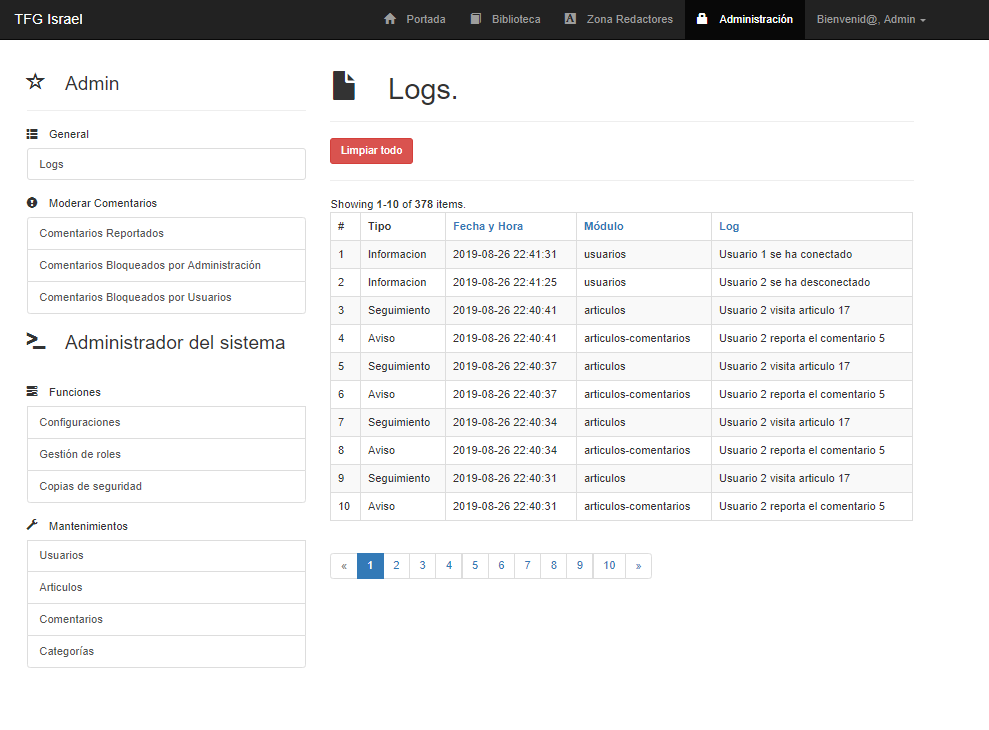 TFG Israel Portada Biblioteca Zona Redactores Administración Bienvenid@, Admin
Admin
General
Logs
Moderar Comentarios
Comentarios Reportados
Comentarios Bloqueados por Administración
Comentarios Bloqueados por Usuarios
Administrador del sistema
Funciones
Configuraciones
Gestión de roles
Copias de seguridad
Mantenimientos
Usuarios
Articulos
Comentarios
Categorías
Logs.
Limpiar todo
Showing 1-10 of 378 items.
# Tipo Fecha y Hora Módulo Log
1 Informacion 2019-08-26 22:41:31 usuarios Usuario 1 se ha conectado
2 Informacion 2019-08-26 22:41:25 usuarios Usuario 2 se ha desconectado
3 Seguimiento 2019-08-26 22:40:41 articulos Usuario 2 visita articulo 17
4 Aviso 2019-08-26 22:40:41 articulos-comentarios Usuario 2 reporta el comentario 5
5 Seguimiento 2019-08-26 22:40:37 articulos Usuario 2 visita articulo 17
6 Aviso 2019-08-26 22:40:37 articulos-comentarios Usuario 2 reporta el comentario 5
7 Seguimiento 2019-08-26 22:40:34 articulos Usuario 2 visita articulo 17
8 Aviso 2019-08-26 22:40:34 articulos-comentarios Usuario 2 reporta el comentario 5
9 Seguimiento 2019-08-26 22:40:31 articulos Usuario 2 visita articulo 17
10 Aviso 2019-08-26 22:40:31 articulos-comentarios Usuario 2 reporta el comentario 5
« 1 2 3 4 5 6 7 8 9 10 »